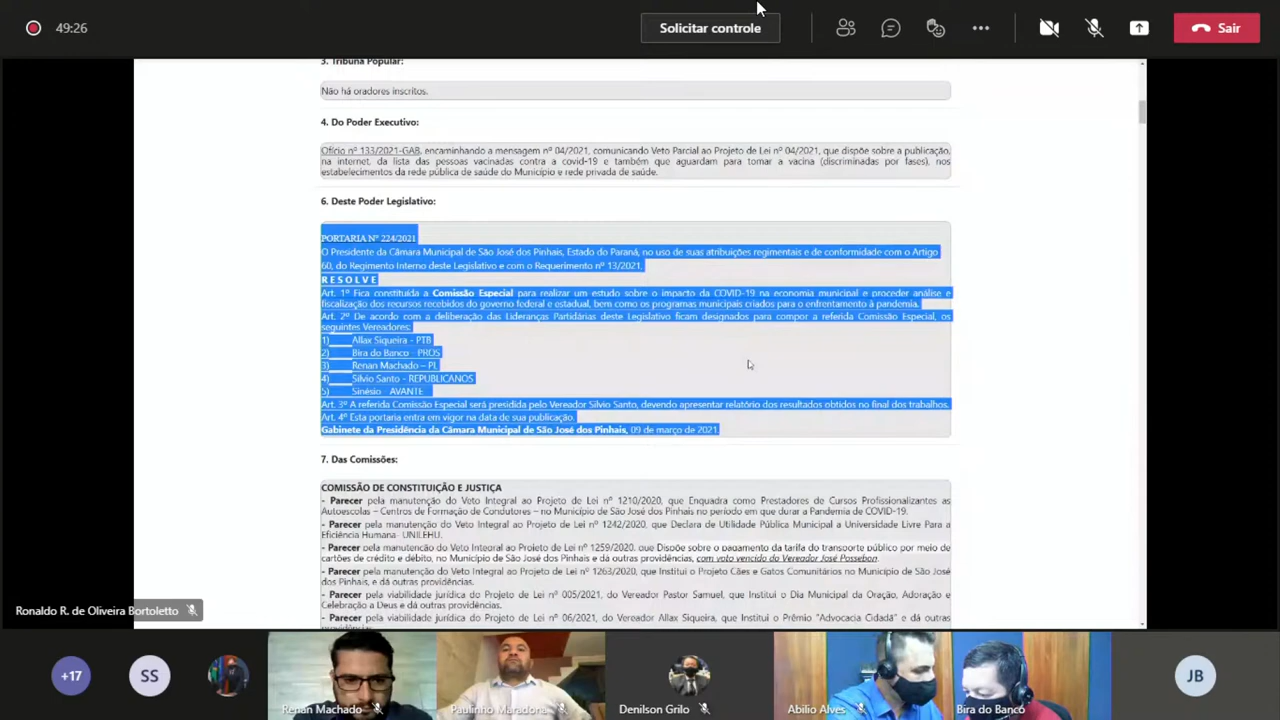 49:26
Solicitar controle
Sair
3. Tribuna Popular:
Não há oradores inscritos.
4. Do Poder Executivo:
Ofício nº 133/2021-GAB, encaminhando a mensagem nº 04/2021, comunicando Veto Parcial ao Projeto de Lei nº 04/2021, que dispõe sobre a publicação,
na internet, da lista das pessoas vacinadas contra a covid-19 e também que aguardam para tomar a vacina (discriminadas por fases), nos
estabelecimentos da rede pública de saúde do Município e rede privada de saúde.
6. Deste Poder Legislativo:
PORTARIA Nº 224/2021
O Presidente da Câmara Municipal de São José dos Pinhais, Estado do Paraná, no uso de suas atribuições regimentais e de conformidade com o Artigo
60, do Regimento Interno deste Legislativo e com o Requerimento nº 13/2021.
R E S O L V E
Art. 1º Fica constituída a Comissão Especial para realizar um estudo sobre o impacto da COVID-19 na economia municipal e proceder análise e
fiscalização dos recursos recebidos do governo federal e estadual, bem como os programas municipais criados para o enfrentamento à pandemia.
Art. 2º De acordo com a deliberação das Lideranças Partidárias deste Legislativo ficam designados para compor a referida Comissão Especial, os
seguintes Vereadores:
1) Allax Siqueira - PTB
2) Bira do Banco - PROS
3) Renan Machado – PL
4) Silvio Santo - REPUBLICANOS
5) Sinésio - AVANTE
Art. 3º A referida Comissão Especial será presidida pelo Vereador Silvio Santo, devendo apresentar relatório dos resultados obtidos no final dos trabalhos.
Art. 4º Esta portaria entra em vigor na data de sua publicação.
Gabinete da Presidência da Câmara Municipal de São José dos Pinhais, 09 de março de 2021.
7. Das Comissões:
COMISSÃO DE CONSTITUIÇÃO E JUSTIÇA
- Parecer pela manutenção do Veto Integral ao Projeto de Lei nº 1210/2020, que Enquadra como Prestadores de Cursos Profissionalizantes as
Autoescolas – Centros de Formação de Condutores – no Município de São José dos Pinhais no período em que durar a Pandemia de COVID-19.
- Parecer pela manutenção do Veto Integral ao Projeto de Lei nº 1242/2020, que Declara de Utilidade Pública Municipal a Universidade Livre Para a
Eficiência Humana- UNILEHU.
- Parecer pela manutenção do Veto Integral ao Projeto de Lei nº 1259/2020, que Dispõe sobre o pagamento da tarifa do transporte público por meio de
cartões de crédito e débito, no Município de São José dos Pinhais e dá outras providências, com voto vencido do Vereador José Possebon.
- Parecer pela manutenção do Veto Integral ao Projeto de Lei nº 1263/2020, que Institui o Projeto Cães e Gatos Comunitários no Município de São José
dos Pinhais, e dá outras providências.
- Parecer pela viabilidade jurídica do Projeto de Lei nº 005/2021, do Vereador Pastor Samuel, que Institui o Dia Municipal da Oração, Adoração e
Celebração a Deus e dá outras providências.
- Parecer pela viabilidade jurídica do Projeto de Lei nº 06/2021, do Vereador Allax Siqueira, que Institui o Prêmio "Advocacia Cidadã" e dá outras
providências.
Ronaldo R. de Oliveira Bortoletto
+17
SS
Renan Machado
Paulinho Maradona
Denilson Grilo
Abilio Alves
Bira do Banco
JB